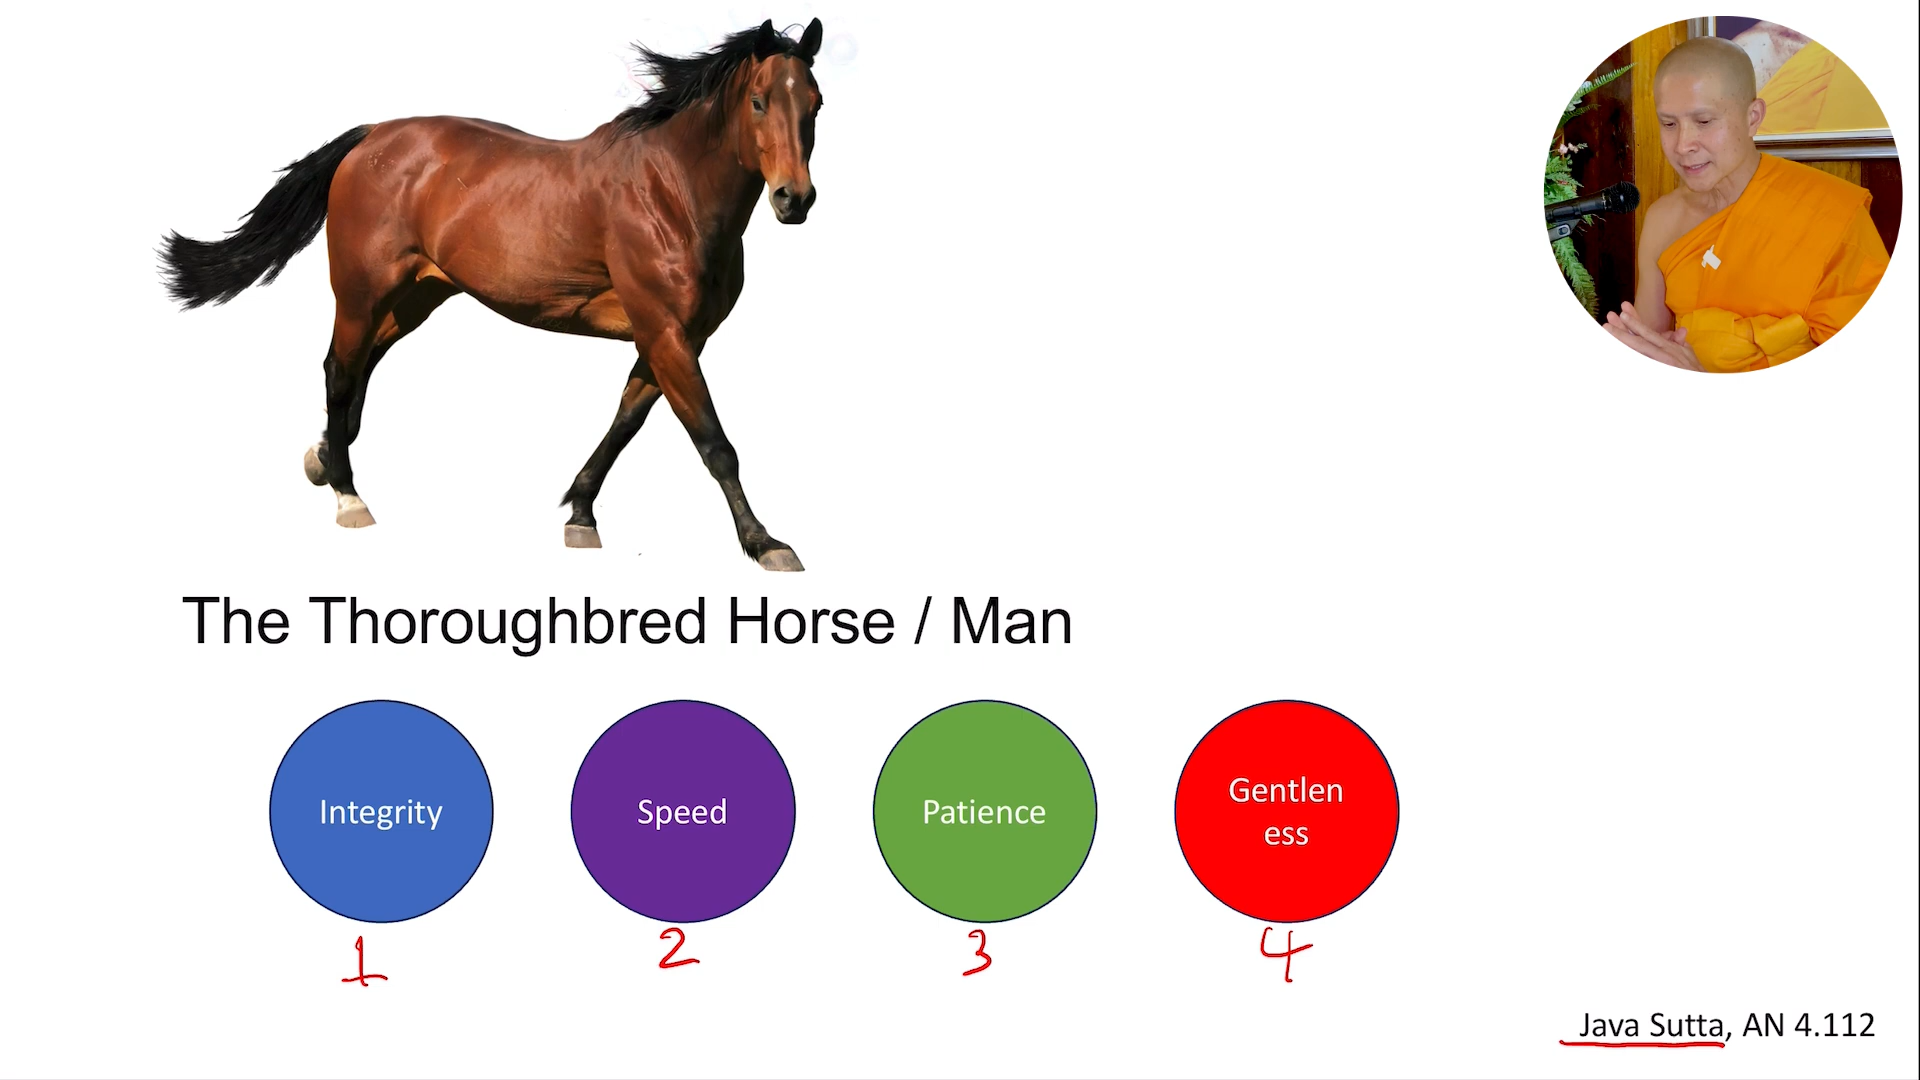 The Thoroughbred Horse / Man
Integrity
Speed
Patience
Gentlen
ess
1
2
3
4
Java Sutta, AN 4.112